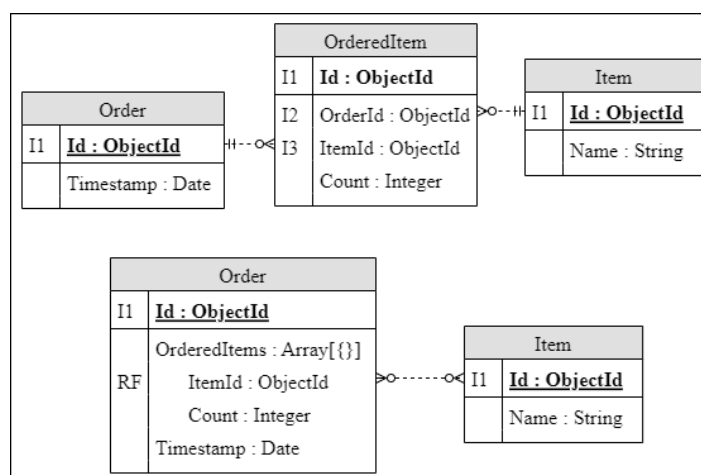 OrderedItem
I1 Id : ObjectId
I2 OrderId : ObjectId
I3 ItemId : ObjectId
Count : Integer
Order
I1 Id : ObjectId
Timestamp : Date
Item
I1 Id : ObjectId
Name : String
Order
I1 Id : ObjectId
OrderedItems : Array[{}]
RF ItemId : ObjectId
Count : Integer
Timestamp : Date
Item
I1 Id : ObjectId
Name : String